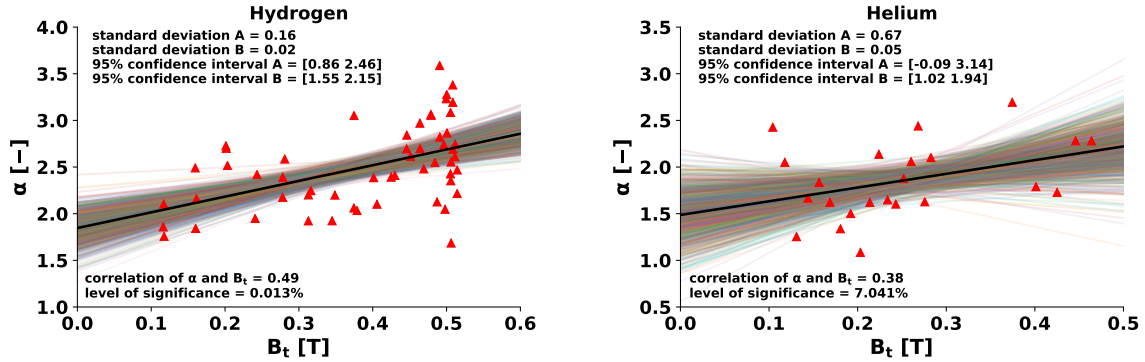 Hydrogen
standard deviation A = 0.16
standard deviation B = 0.02
95% confidence interval A = [0.86 2.46]
95% confidence interval B = [1.55 2.15]
4.0
3.5
3.0
2.5
2.0
1.5
1.0
α [−]
correlation of α and Bt = 0.49
level of significance = 0.013%
0.0 0.1 0.2 0.3 0.4 0.5 0.6
Bt [T]
Helium
standard deviation A = 0.67
standard deviation B = 0.05
95% confidence interval A = [-0.09 3.14]
95% confidence interval B = [1.02 1.94]
3.5
3.0
2.5
2.0
1.5
1.0
0.5
α [−]
correlation of α and Bt = 0.38
level of significance = 7.041%
0.0 0.1 0.2 0.3 0.4 0.5
Bt [T]